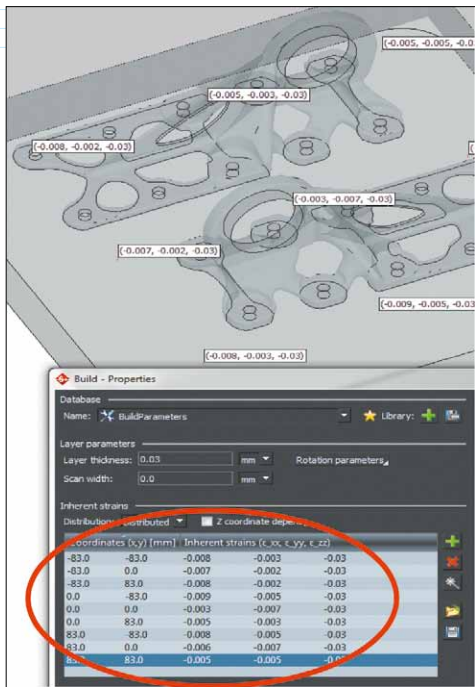 (-0.005, -0.005, -0.0
(-0.005, -0.003, -0.03)
(-0.008, -0.002, -0.03)
(-0.003, -0.007, -0.03)
(-0.007, -0.002, -0.03)
(-0.009, -0.005, -0.03
(-0.008, -0.003, -0.03)
Build - Properties
Database
Name: BuildParameters Library:
Layer parameters
Layer thickness: 0.03 mm Rotation parameters
Scan width: 0.0 mm
Inherent strains
Distribution: Distributed Z coordinate depen
Coordinates (x,y) [mm] Inherent strains (ε_xx, ε_yy, ε_zz)
-83.0 -83.0 -0.008 -0.003 -0.03
-83.0 0.0 -0.007 -0.002 -0.03
-83.0 83.0 -0.008 -0.002 -0.03
0.0 -83.0 -0.009 -0.005 -0.03
0.0 0.0 -0.003 -0.007 -0.03
0.0 83.0 -0.005 -0.003 -0.03
83.0 -83.0 -0.008 -0.005 -0.03
83.0 0.0 -0.006 -0.007 -0.03
83.0 83.0 -0.005 -0.005